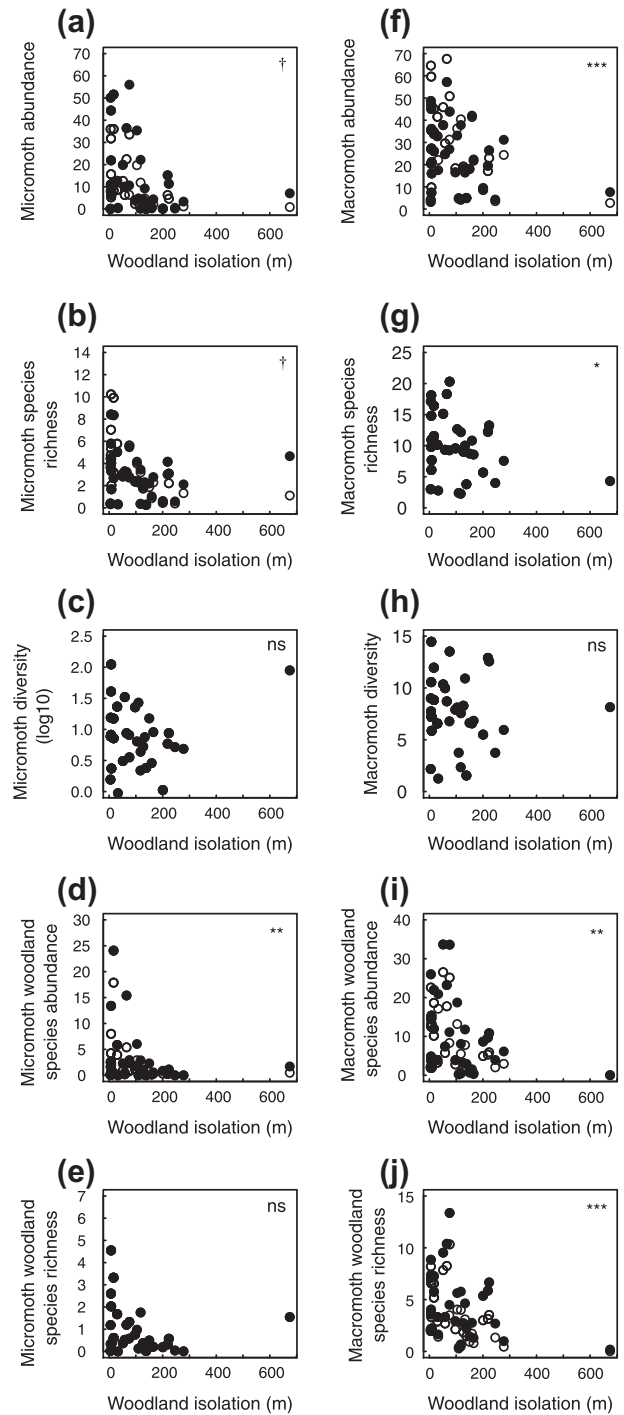 (a)
Micromoth abundance
70
60
50
40
30
20
10
0
†
0 200 400 600
Woodland isolation (m)
(f)
Macromoth abundance
70
60
50
40
30
20
10
0
***
0 200 400 600
Woodland isolation (m)
(b)
Micromoth species
richness
14
12
10
8
6
4
2
0
†
0 200 400 600
Woodland isolation (m)
(g)
Macromoth species
richness
25
20
15
10
5
0
*
0 200 400 600
Woodland isolation (m)
(c)
Micromoth diversity
(log10)
2.5
2.0
1.5
1.0
0.5
0.0
ns
0 200 400 600
Woodland isolation (m)
(h)
Macromoth diversity
15
10
5
0
ns
0 200 400 600
Woodland isolation (m)
(d)
Micromoth woodland
species abundance
30
25
20
15
10
5
0
**
0 200 400 600
Woodland isolation (m)
(i)
Macromoth woodland
species abundance
40
30
20
10
0
**
0 200 400 600
Woodland isolation (m)
(e)
Micromoth woodland
species richness
7
6
5
4
3
2
1
0
ns
0 200 400 600
Woodland isolation (m)
(j)
Macromoth woodland
species richness
15
10
5
0
***
0 200 400 600
Woodland isolation (m)